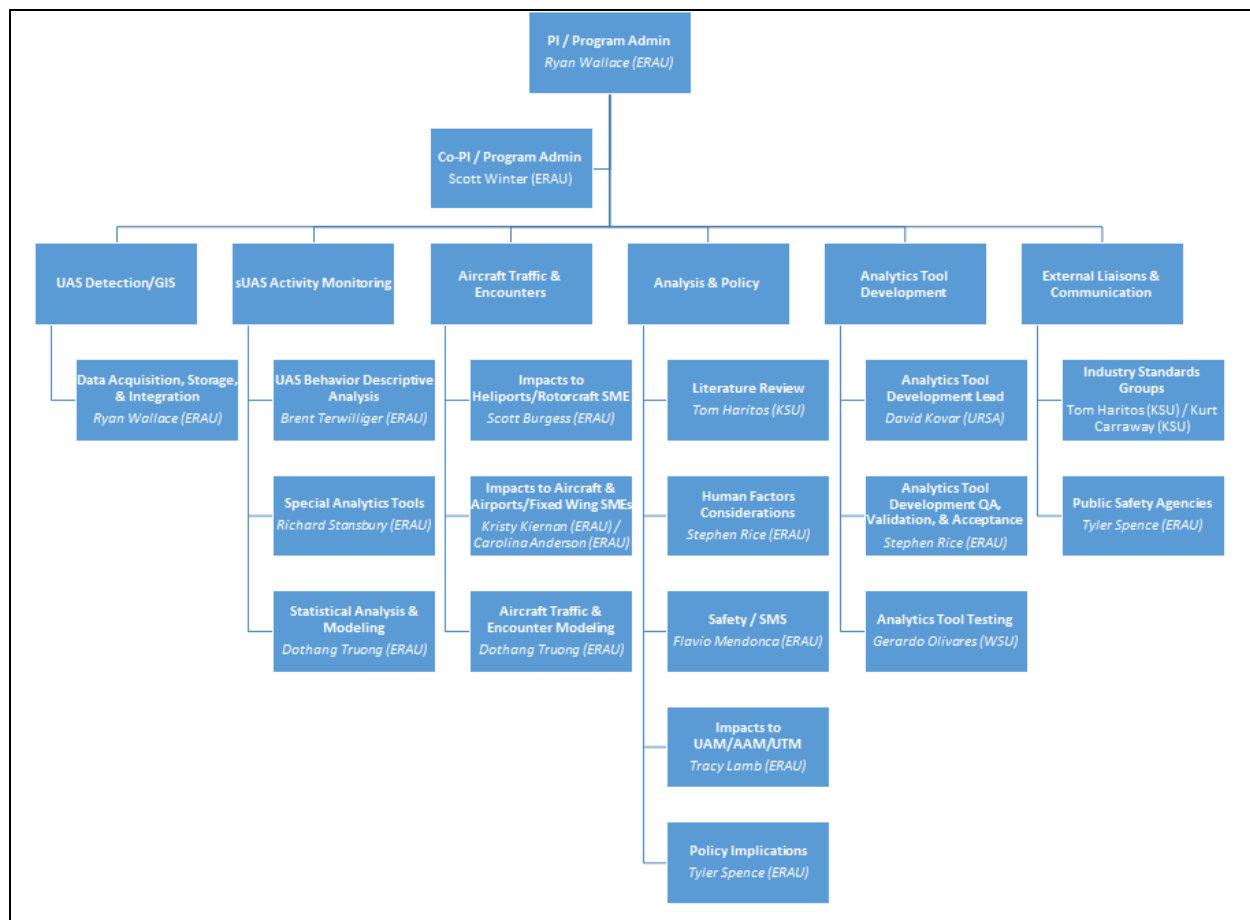 PI / Program Admin
Ryan Wallace (ERAU)
Co-PI / Program Admin
Scott Winter (ERAU)
UAS Detection/GIS
sUAS Activity Monitoring
Aircraft Traffic &
Encounters
Analysis & Policy
Analytics Tool
Development
External Liaisons &
Communication
Data Acquisition, Storage,
& Integration
Ryan Wallace (ERAU)
UAS Behavior Descriptive
Analysis
Brent Terwilliger (ERAU)
Special Analytics Tools
Richard Stansbury (ERAU)
Statistical Analysis &
Modeling
Dothang Truong (ERAU)
Impacts to
Heliports/Rotorcraft SME
Scott Burgess (ERAU)
Impacts to Aircraft &
Airports/Fixed Wing SMEs
Kristy Kiernan (ERAU) /
Carolina Anderson (ERAU)
Aircraft Traffic &
Encounter Modeling
Dothang Truong (ERAU)
Literature Review
Tom Haritos (KSU)
Human Factors
Considerations
Stephen Rice (ERAU)
Safety / SMS
Flavio Mendonca (ERAU)
Impacts to
UAM/AAM/UTM
Tracy Lamb (ERAU)
Policy Implications
Tyler Spence (ERAU)
Analytics Tool
Development Lead
David Kovar (URSA)
Analytics Tool
Development QA,
Validation, & Acceptance
Stephen Rice (ERAU)
Analytics Tool Testing
Gerardo Olivares (WSU)
Industry Standards
Groups
Tom Haritos (KSU) / Kurt
Carraway (KSU)
Public Safety Agencies
Tyler Spence (ERAU)